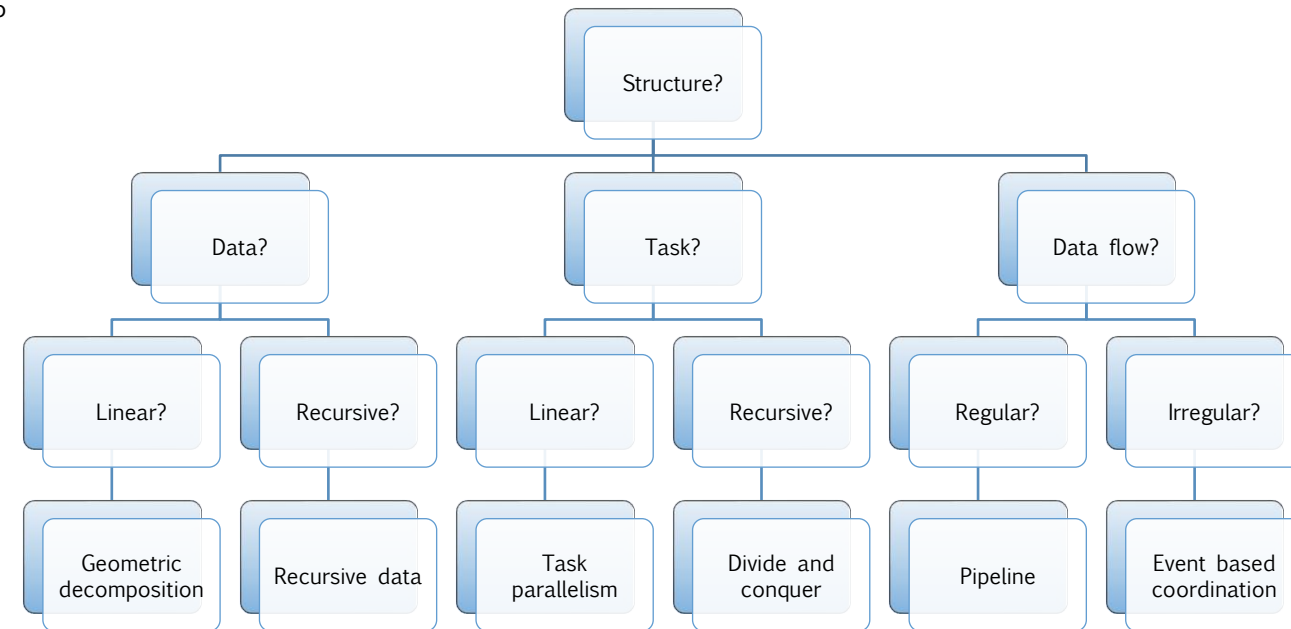 Structure?
Data?
Task?
Data flow?
Linear?
Recursive?
Linear?
Recursive?
Regular?
Irregular?
Geometric
decomposition
Recursive data
Task
parallelism
Divide and
conquer
Pipeline
Event based
coordination